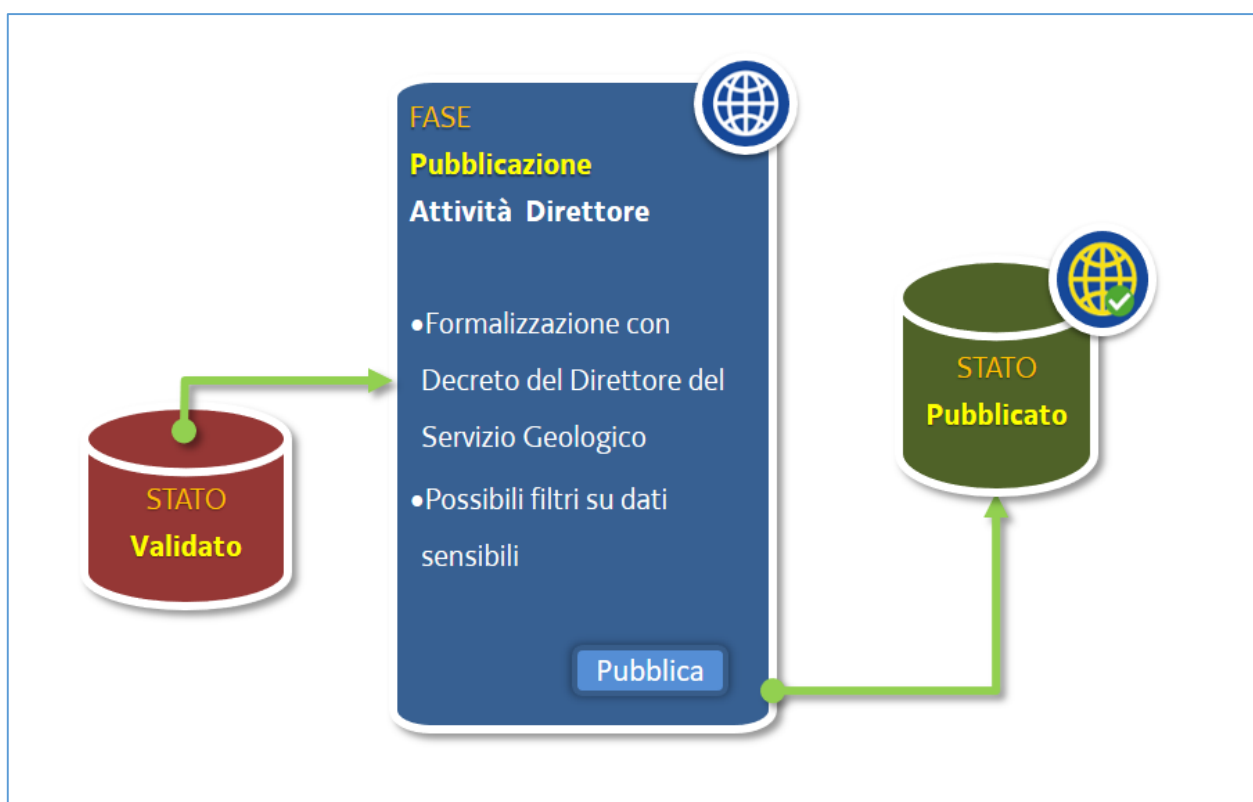 FASE
Pubblicazione
Attività Direttore
•Formalizzazione con
Decreto del Direttore del
Servizio Geologico
•Possibili filtri su dati
sensibili
Pubblica
STATO
Validato
STATO
Pubblicato